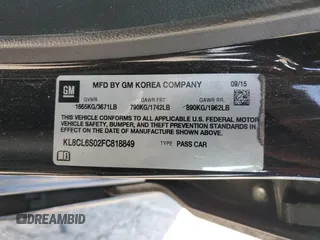 GM
MFD BY GM KOREA COMPANY 09/15
GVWR GAWR FRT GAWR RR
1665KG/3671LB 790KG/1742LB 890KG/1962LB
THIS VEHICLE CONFORMS TO ALL APPLICABLE U.S. FEDERAL MOTOR
VEHICLE SAFETY, BUMPER, AND THEFT PREVENTION STANDARDS
IN EFFECT ON THE DATE OF MANUFACTURE SHOWN ABOVE.
KL8CL6S02FC818849 TYPE: PASS CAR
DREAMBID